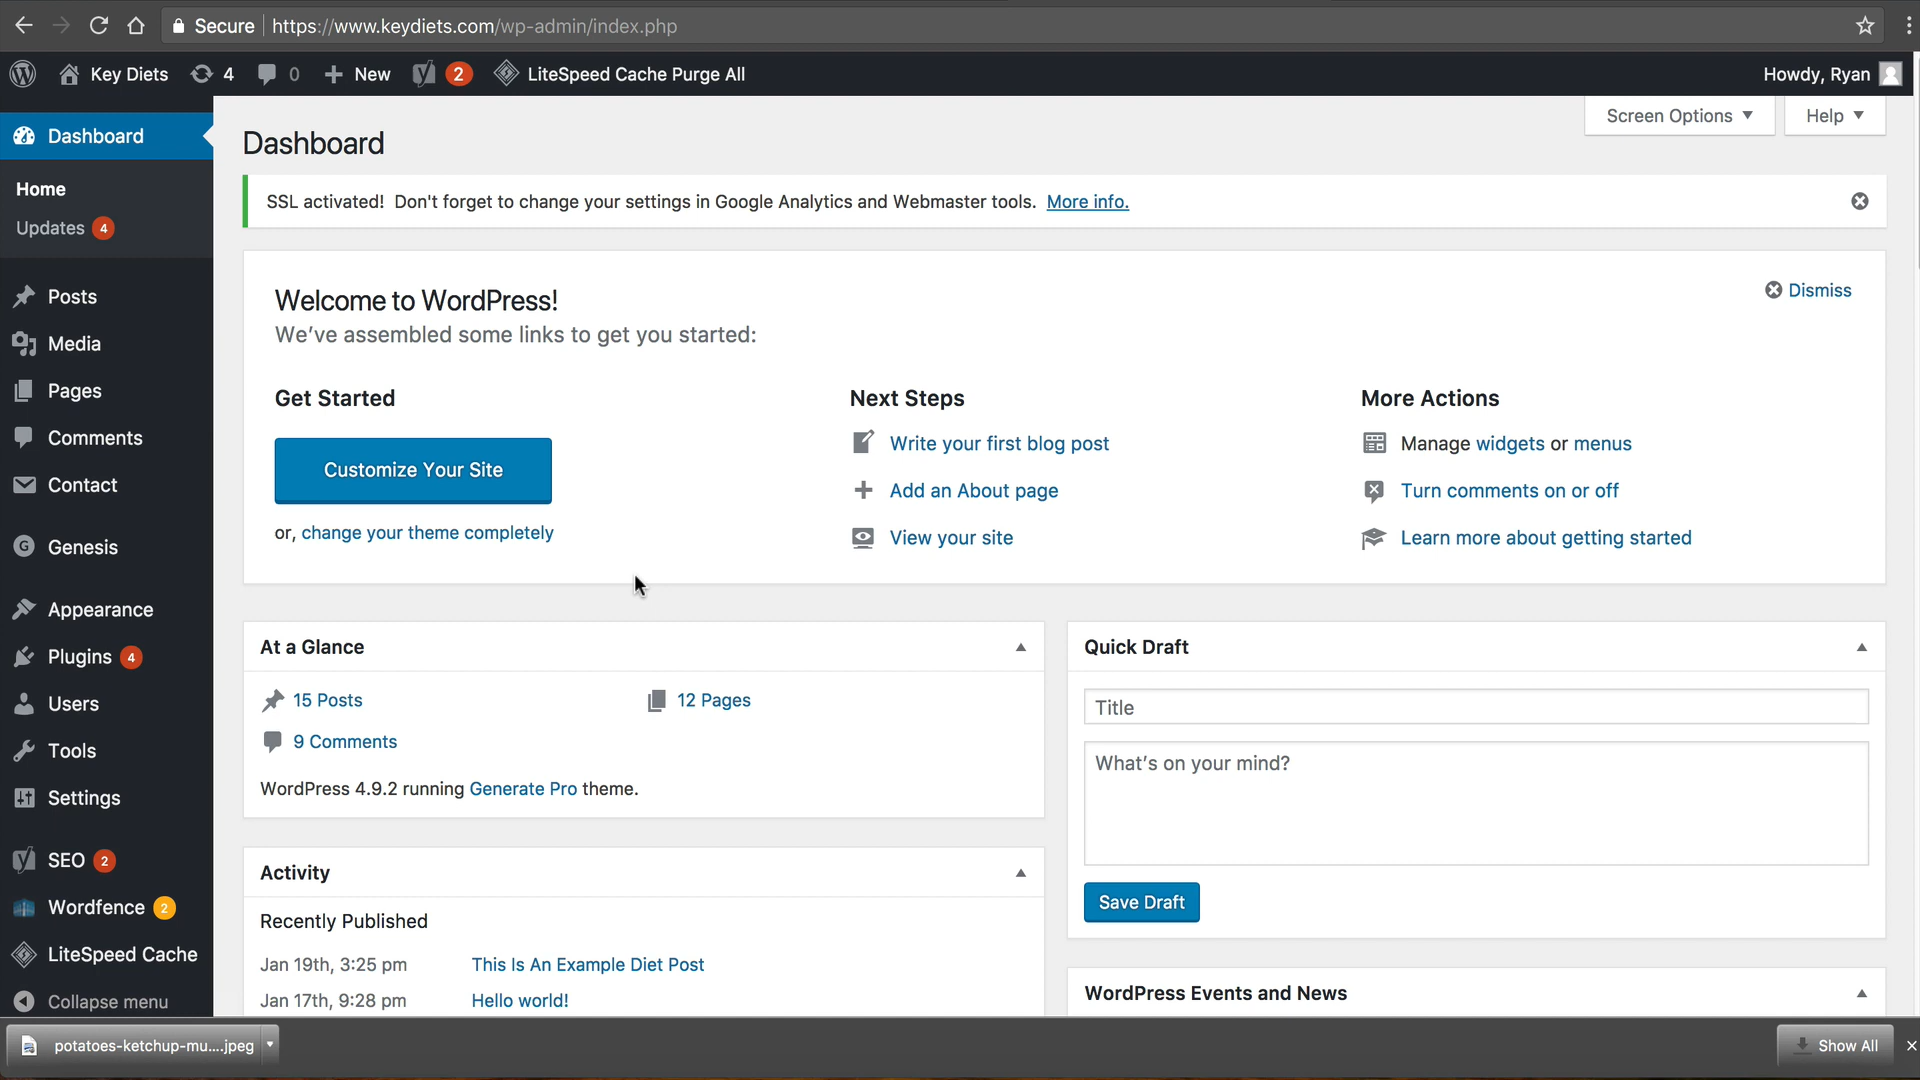 Secure https://www.keydiets.com/wp-admin/index.php
Key Diets 4 0 New 2 LiteSpeed Cache Purge All Howdy, Ryan
Screen Options Help
Dashboard
Home
Updates 4
Posts
Media
Pages
Comments
Contact
Genesis
Appearance
Plugins 4
Users
Tools
Settings
SEO 2
Wordfence 2
LiteSpeed Cache
Collapse menu
Dashboard
SSL activated! Don't forget to change your settings in Google Analytics and Webmaster tools. More info.
Welcome to WordPress!
Dismiss
We've assembled some links to get you started:
Get Started
Customize Your Site
or, change your theme completely
Next Steps
Write your first blog post
Add an About page
View your site
More Actions
Manage widgets or menus
Turn comments on or off
Learn more about getting started
At a Glance
15 Posts 12 Pages
9 Comments
WordPress 4.9.2 running Generate Pro theme.
Activity
Recently Published
Jan 19th, 3:25 pm This Is An Example Diet Post
Jan 17th, 9:28 pm Hello world!
Quick Draft
Title
What's on your mind?
Save Draft
WordPress Events and News
potatoes-ketchup-mu....jpeg Show All